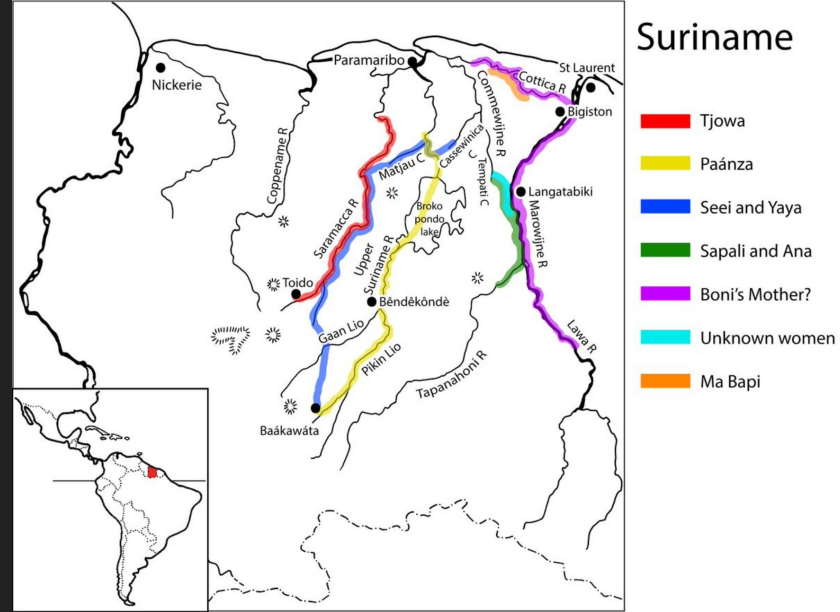 Suriname
Tjowa
Paánza
Seei and Yaya
Sapali and Ana
Boni's Mother?
Unknown women
Ma Bapi
Nickerie
Paramaribo
St Laurent
Cottica R
Bigiston
Commewijne R
Coppename R
Matjau C
Cassewinica
C
Tempati C
Langatabiki
Saramacca R
Broko
pondo
lake
Marowijne R
Upper
Suriname R
Toido
Bêndêkôndè
Gaan Lio
Pikin Lio
Lawa R
Tapanahoni R
Baákawáta